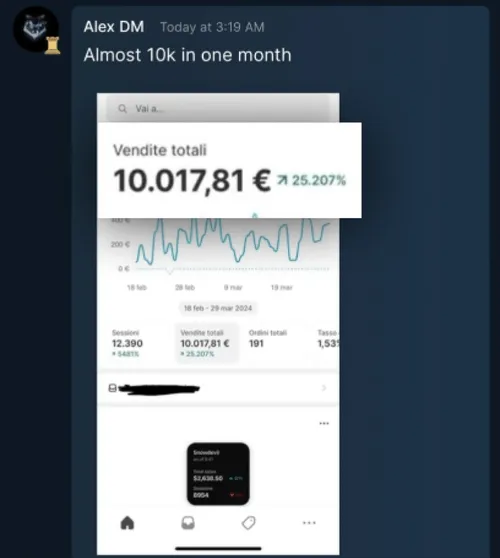 Alex DM Today at 3:19 AM
Almost 10k in one month
Vai a...
Vendite totali
10.017,81 € ↗ 25.207%
400 €
200 €
0 €
18 feb 28 feb 9 mar 19 mar
18 feb - 29 mar 2024
Sessioni Vendite totali Ordini totali Tasso
12.390 10.017,81 € 191 1,53%
5481% 25.207%
Total sales
$2,638.50
Sessions
8954